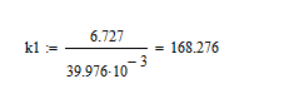 k1 := 6.727 / 39.976·10^-3 = 168.276